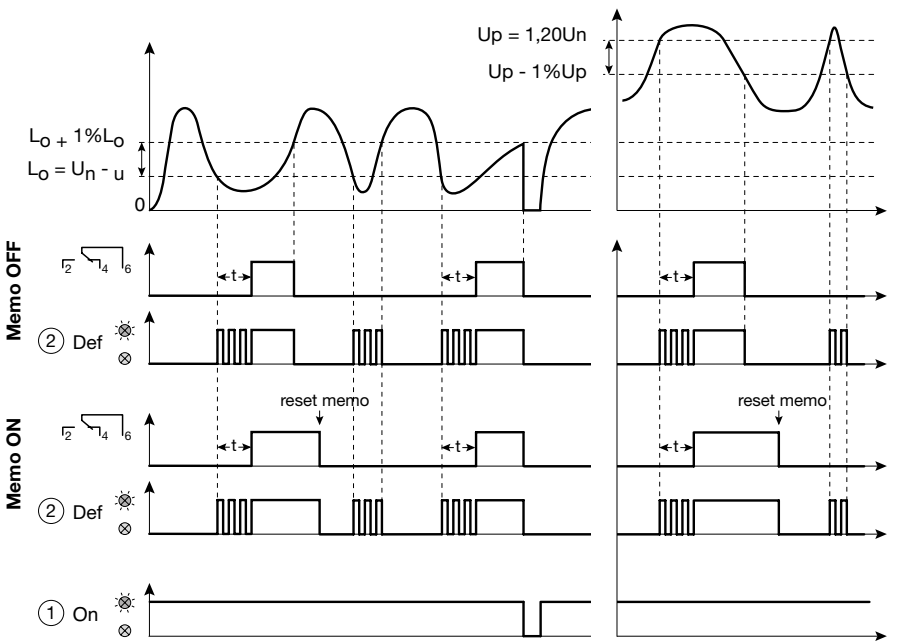 Up = 1,20Un
Up - 1%Up
Lo + 1%Lo
Lo = Un - u
0
Memo OFF
2 4 6
t t t
2 Def
reset memo reset memo
Memo ON
2 4 6
t t t
2 Def
1 On